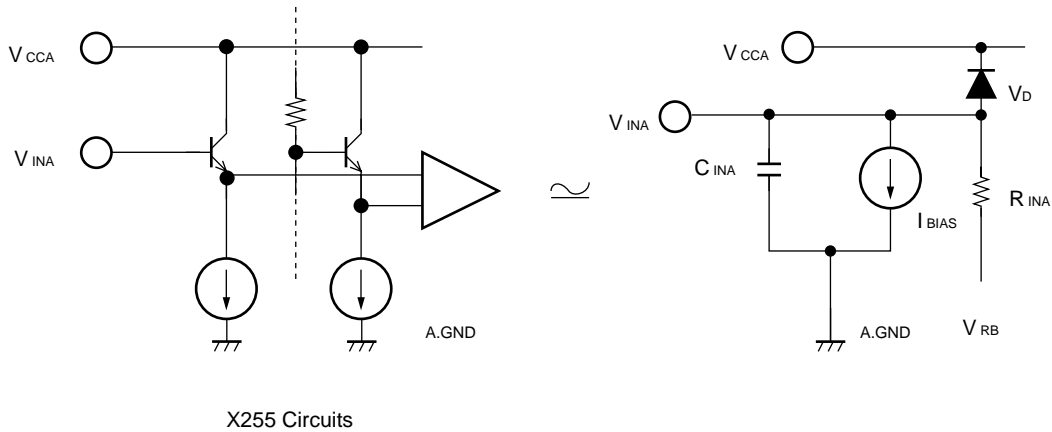 V CCA
V INA
A.GND
X255 Circuits
≃
V CCA
V D
V INA
C INA
I BIAS
R INA
A.GND
V RB